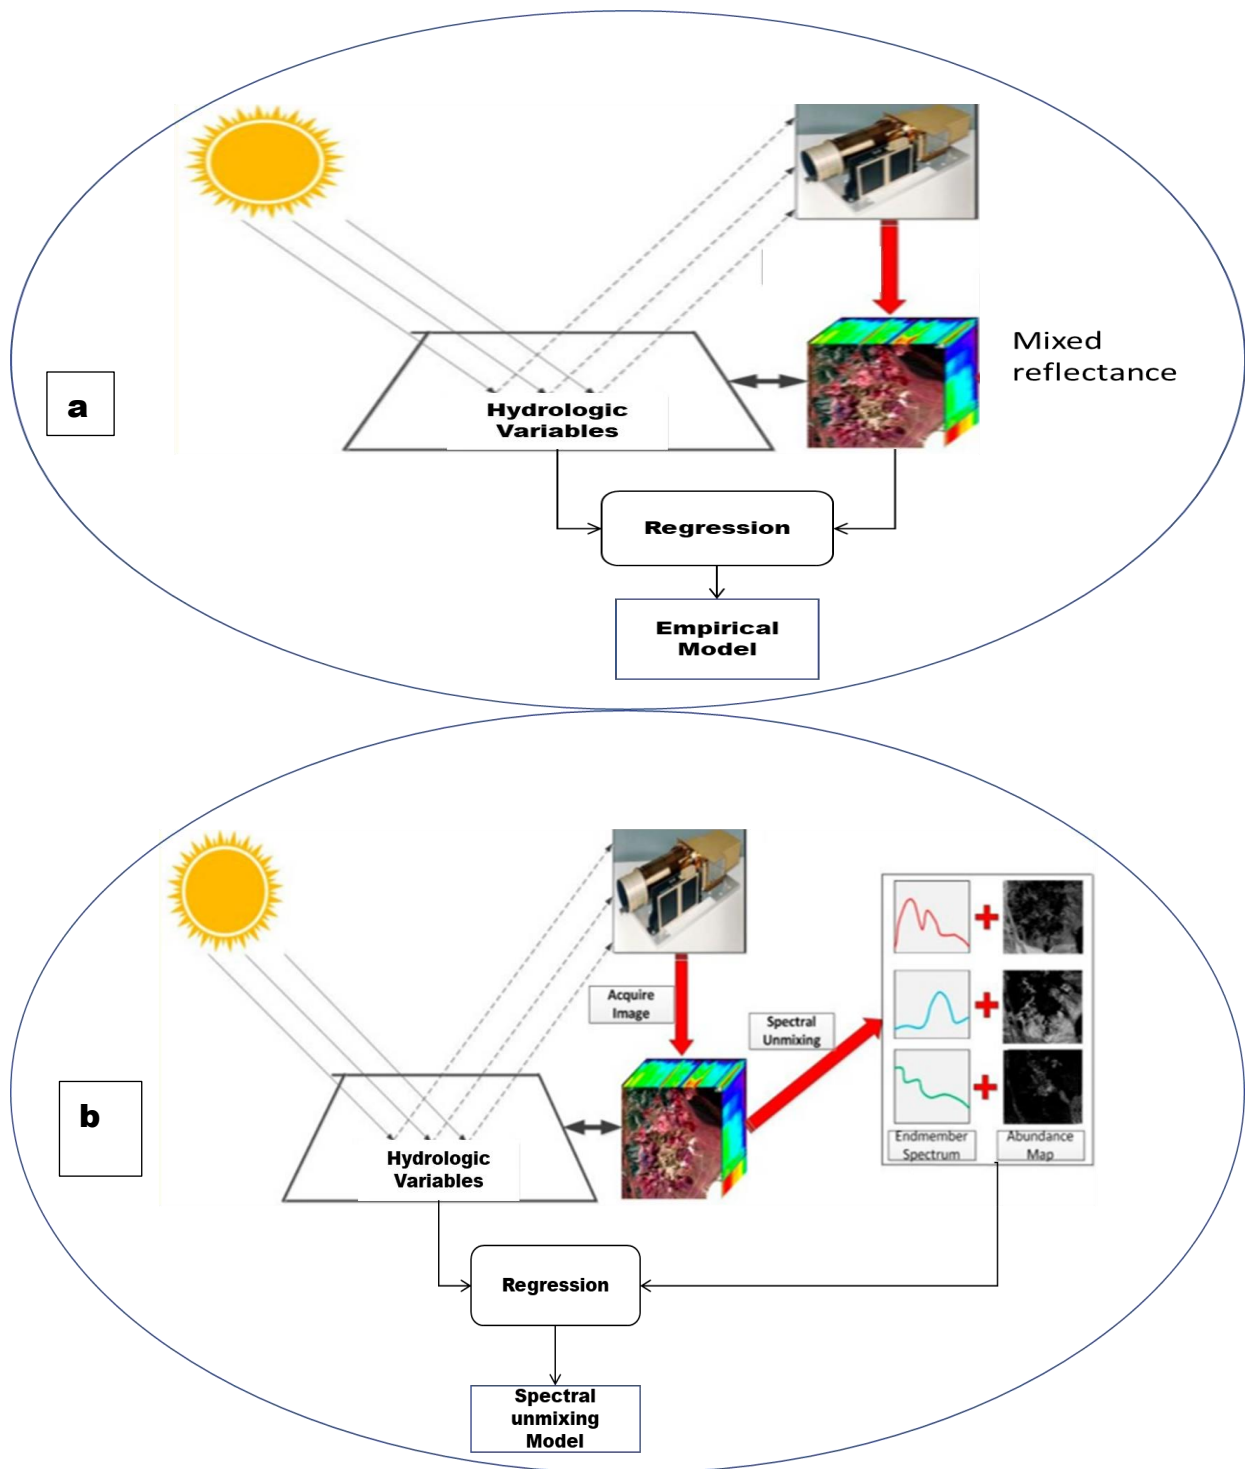 Mixed
reflectance
a
Hydrologic
Variables
Regression
Empirical
Model
Acquire
Image
Spectral
Unmixing
b
Endmember
Spectrum
Abundance
Map
Hydrologic
Variables
Regression
Spectral
unmixing
Model